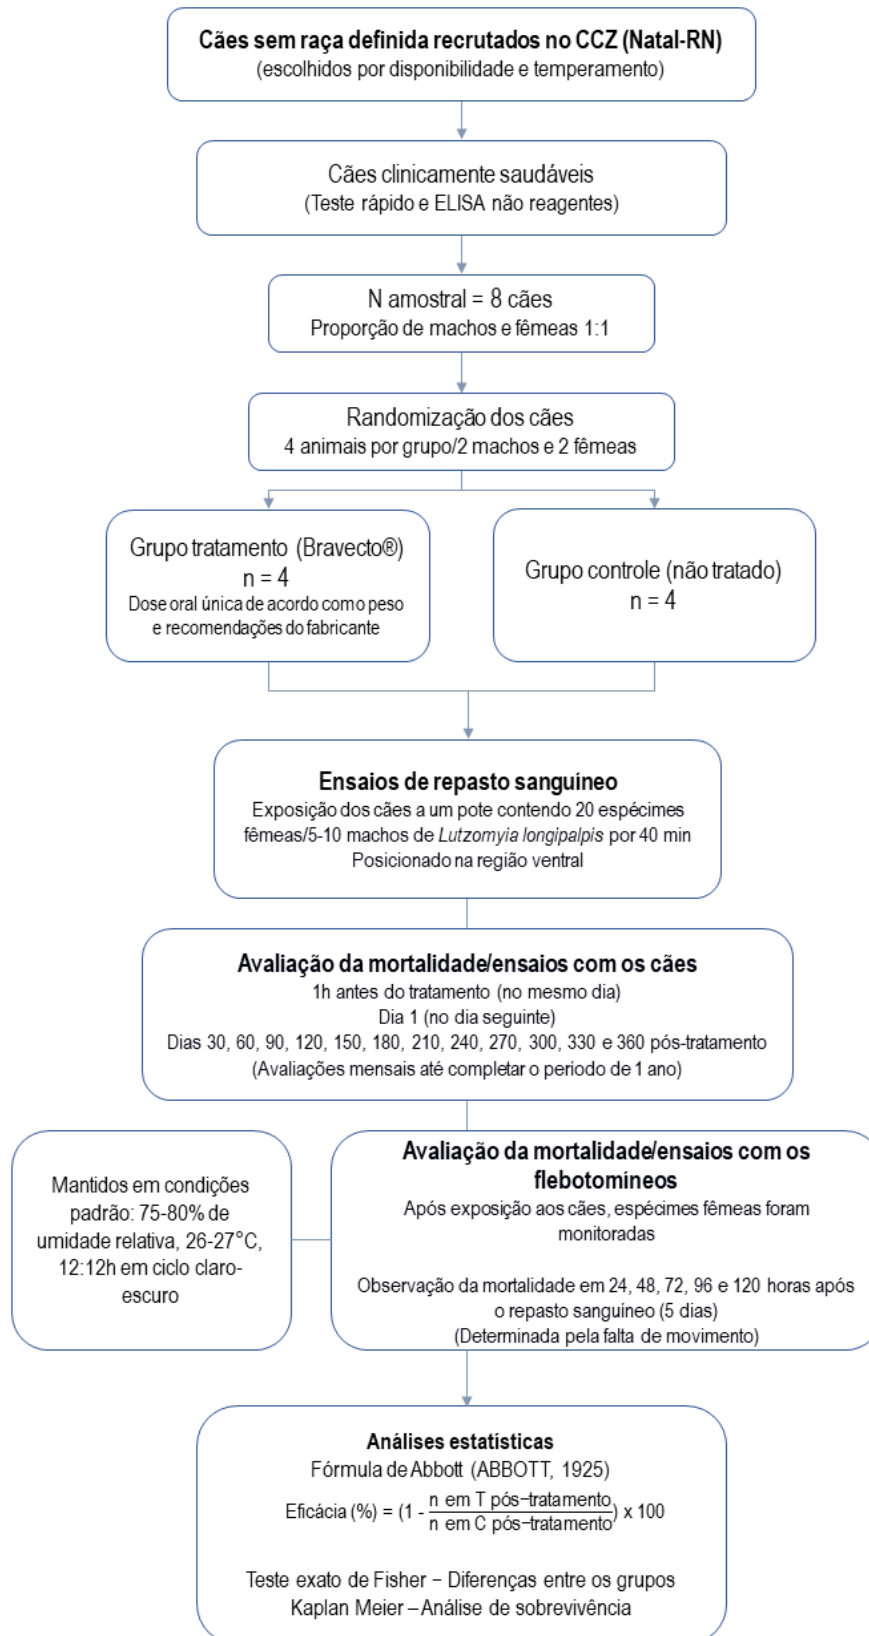 Cães sem raça definida recrutados no CCZ (Natal-RN)
(escolhidos por disponibilidade e temperamento)
Cães clinicamente saudáveis
(Teste rápido e ELISA não reagentes)
N amostral = 8 cães
Proporção de machos e fêmeas 1:1
Randomização dos cães
4 animais por grupo/2 machos e 2 fêmeas
Grupo tratamento (Bravecto®)
n = 4
Dose oral única de acordo como peso
e recomendações do fabricante
Grupo controle (não tratado)
n = 4
Ensaios de repasto sanguíneo
Exposição dos cães a um pote contendo 20 espécimes
fêmeas/5-10 machos de Lutzomyia longipalpis por 40 min
Posicionado na região ventral
Avaliação da mortalidade/ensaios com os cães
1h antes do tratamento (no mesmo dia)
Dia 1 (no dia seguinte)
Dias 30, 60, 90, 120, 150, 180, 210, 240, 270, 300, 330 e 360 pós-tratamento
(Avaliações mensais até completar o período de 1 ano)
Mantidos em condições
padrão: 75-80% de
umidade relativa, 26-27°C,
12:12h em ciclo claro-
escuro
Avaliação da mortalidade/ensaios com os
flebotomíneos
Após exposição aos cães, espécimes fêmeas foram
monitoradas
Observação da mortalidade em 24, 48, 72, 96 e 120 horas após
o repasto sanguíneo (5 dias)
(Determinada pela falta de movimento)
Análises estatísticas
Fórmula de Abbott (ABBOTT, 1925)
Eficácia (%) = (1 - n em T pós−tratamento / n em C pós−tratamento) x 100
Teste exato de Fisher − Diferenças entre os grupos
Kaplan Meier – Análise de sobrevivência